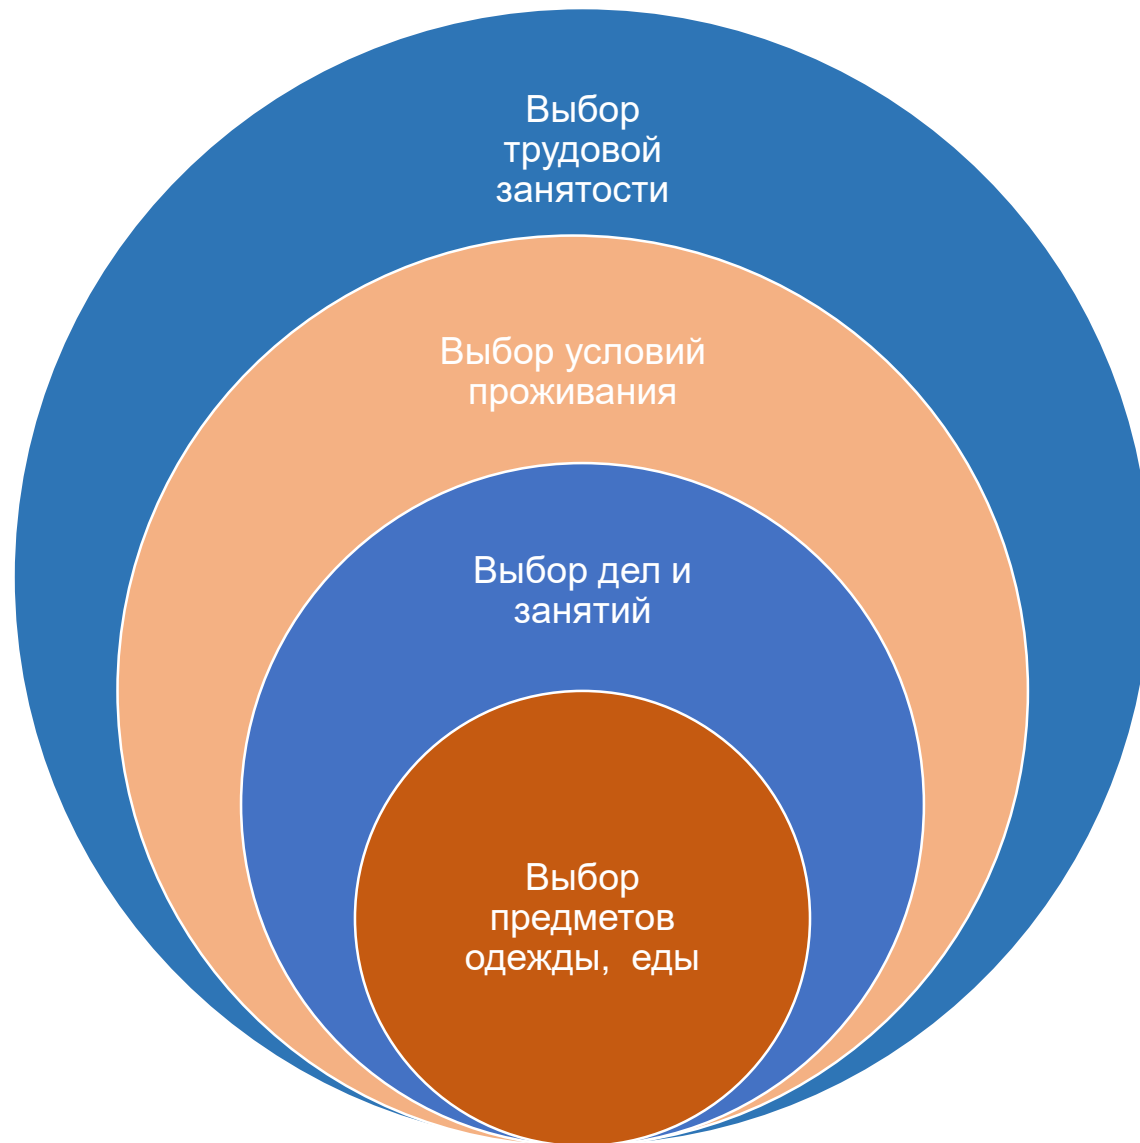 Выбор
трудовой
занятости
Выбор условий
проживания
Выбор дел и
занятий
Выбор
предметов
одежды,  еды